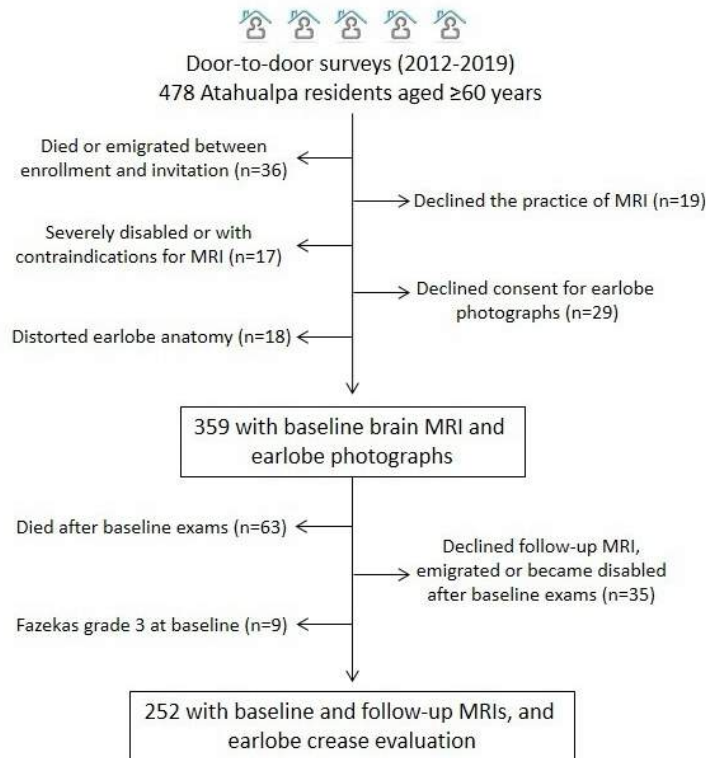 Door-to-door surveys (2012-2019)
478 Atahualpa residents aged ≥60 years
Died or emigrated between
enrollment and invitation (n=36)
Declined the practice of MRI (n=19)
Severely disabled or with
contraindications for MRI (n=17)
Declined consent for earlobe
photographs (n=29)
Distorted earlobe anatomy (n=18)
359 with baseline brain MRI and
earlobe photographs
Died after baseline exams (n=63)
Declined follow-up MRI,
emigrated or became disabled
after baseline exams (n=35)
Fazekas grade 3 at baseline (n=9)
252 with baseline and follow-up MRIs, and
earlobe crease evaluation